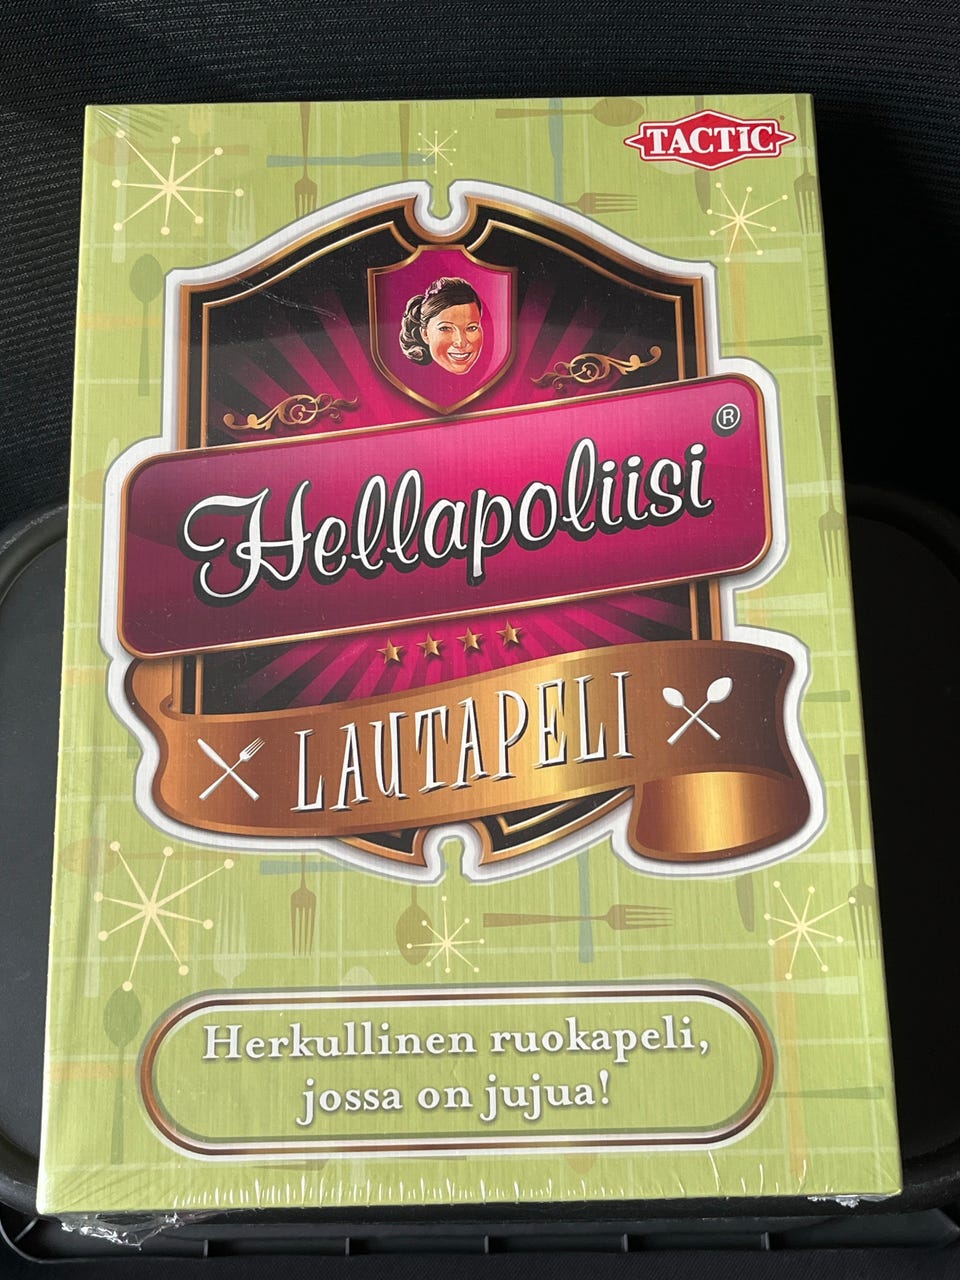 TACTIC
Hellapoliisi®
LAUTAPELI
Herkullinen ruokapeli,
jossa on jujua!